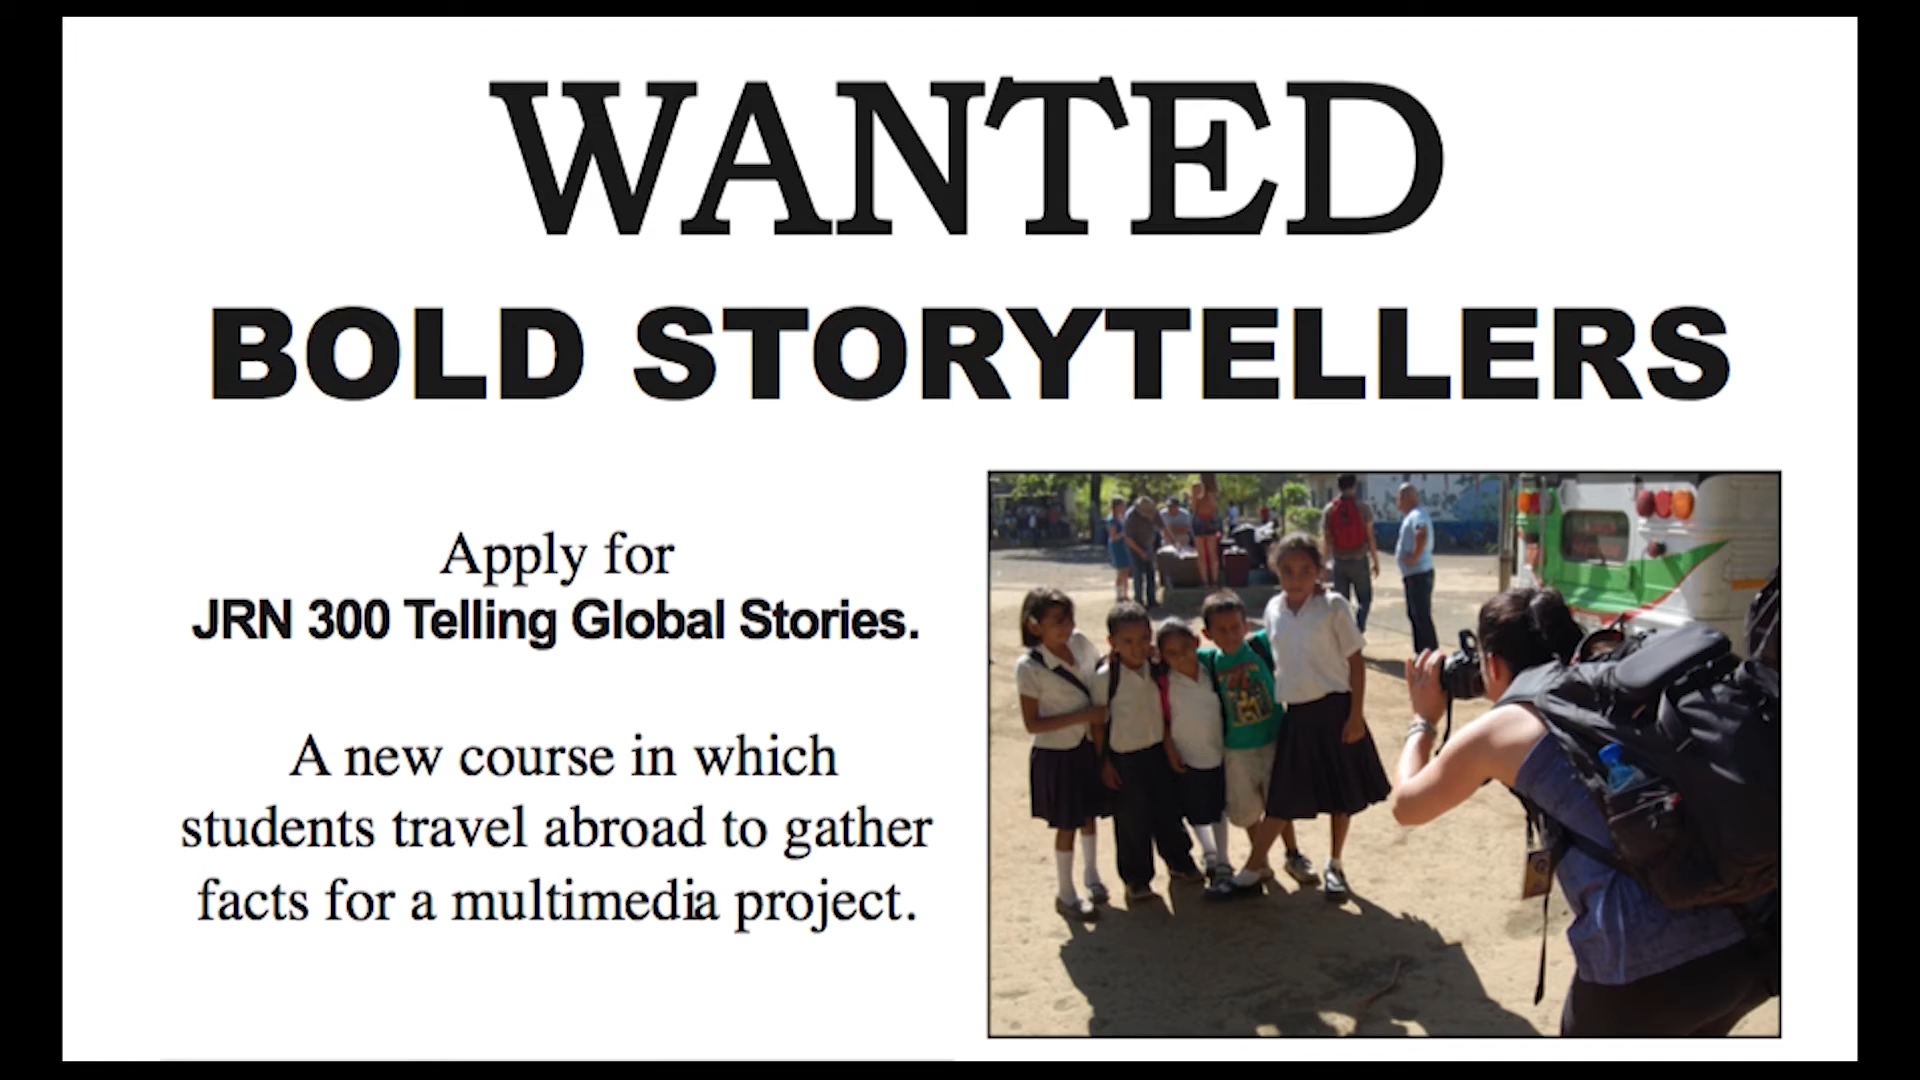 WANTED
BOLD STORYTELLERS
Apply for
JRN 300 Telling Global Stories.
A new course in which
students travel abroad to gather
facts for a multimedia project.